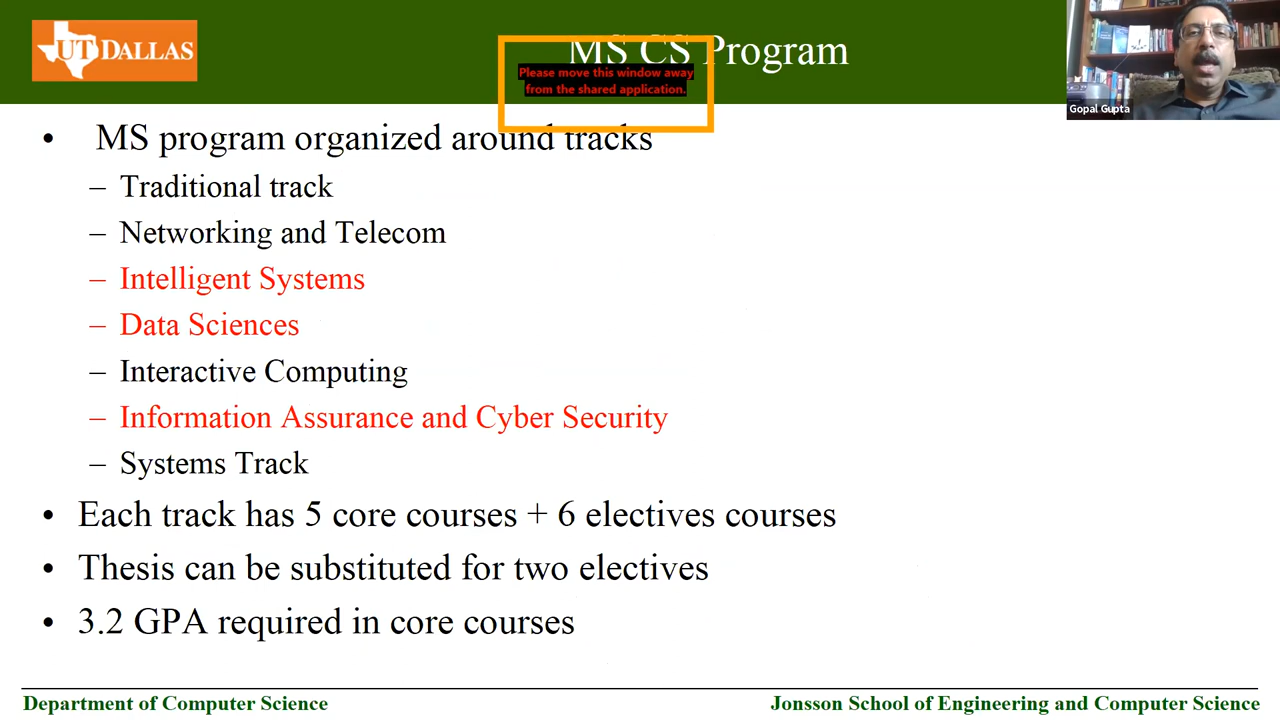 UT DALLAS
MS CS Program
Please move this window away
from the shared application.
Gopal Gupta
• MS program organized around tracks
– Traditional track
– Networking and Telecom
– Intelligent Systems
– Data Sciences
– Interactive Computing
– Information Assurance and Cyber Security
– Systems Track
• Each track has 5 core courses + 6 electives courses
• Thesis can be substituted for two electives
• 3.2 GPA required in core courses
Department of Computer Science
Jonsson School of Engineering and Computer Science